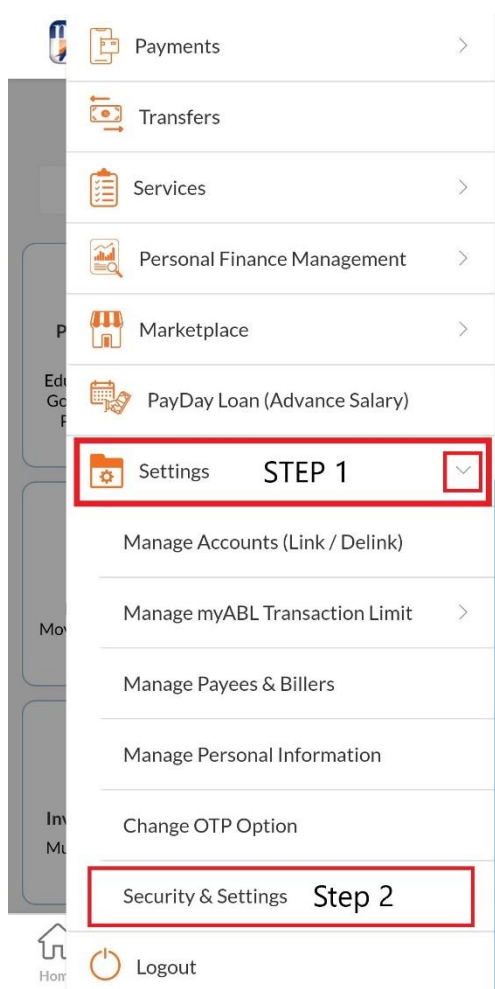 Payments
Transfers
Services
Personal Finance Management
Marketplace
PayDay Loan (Advance Salary)
Settings STEP 1
Manage Accounts (Link / Delink)
Manage myABL Transaction Limit
Manage Payees & Billers
Manage Personal Information
Change OTP Option
Security & Settings Step 2
Logout